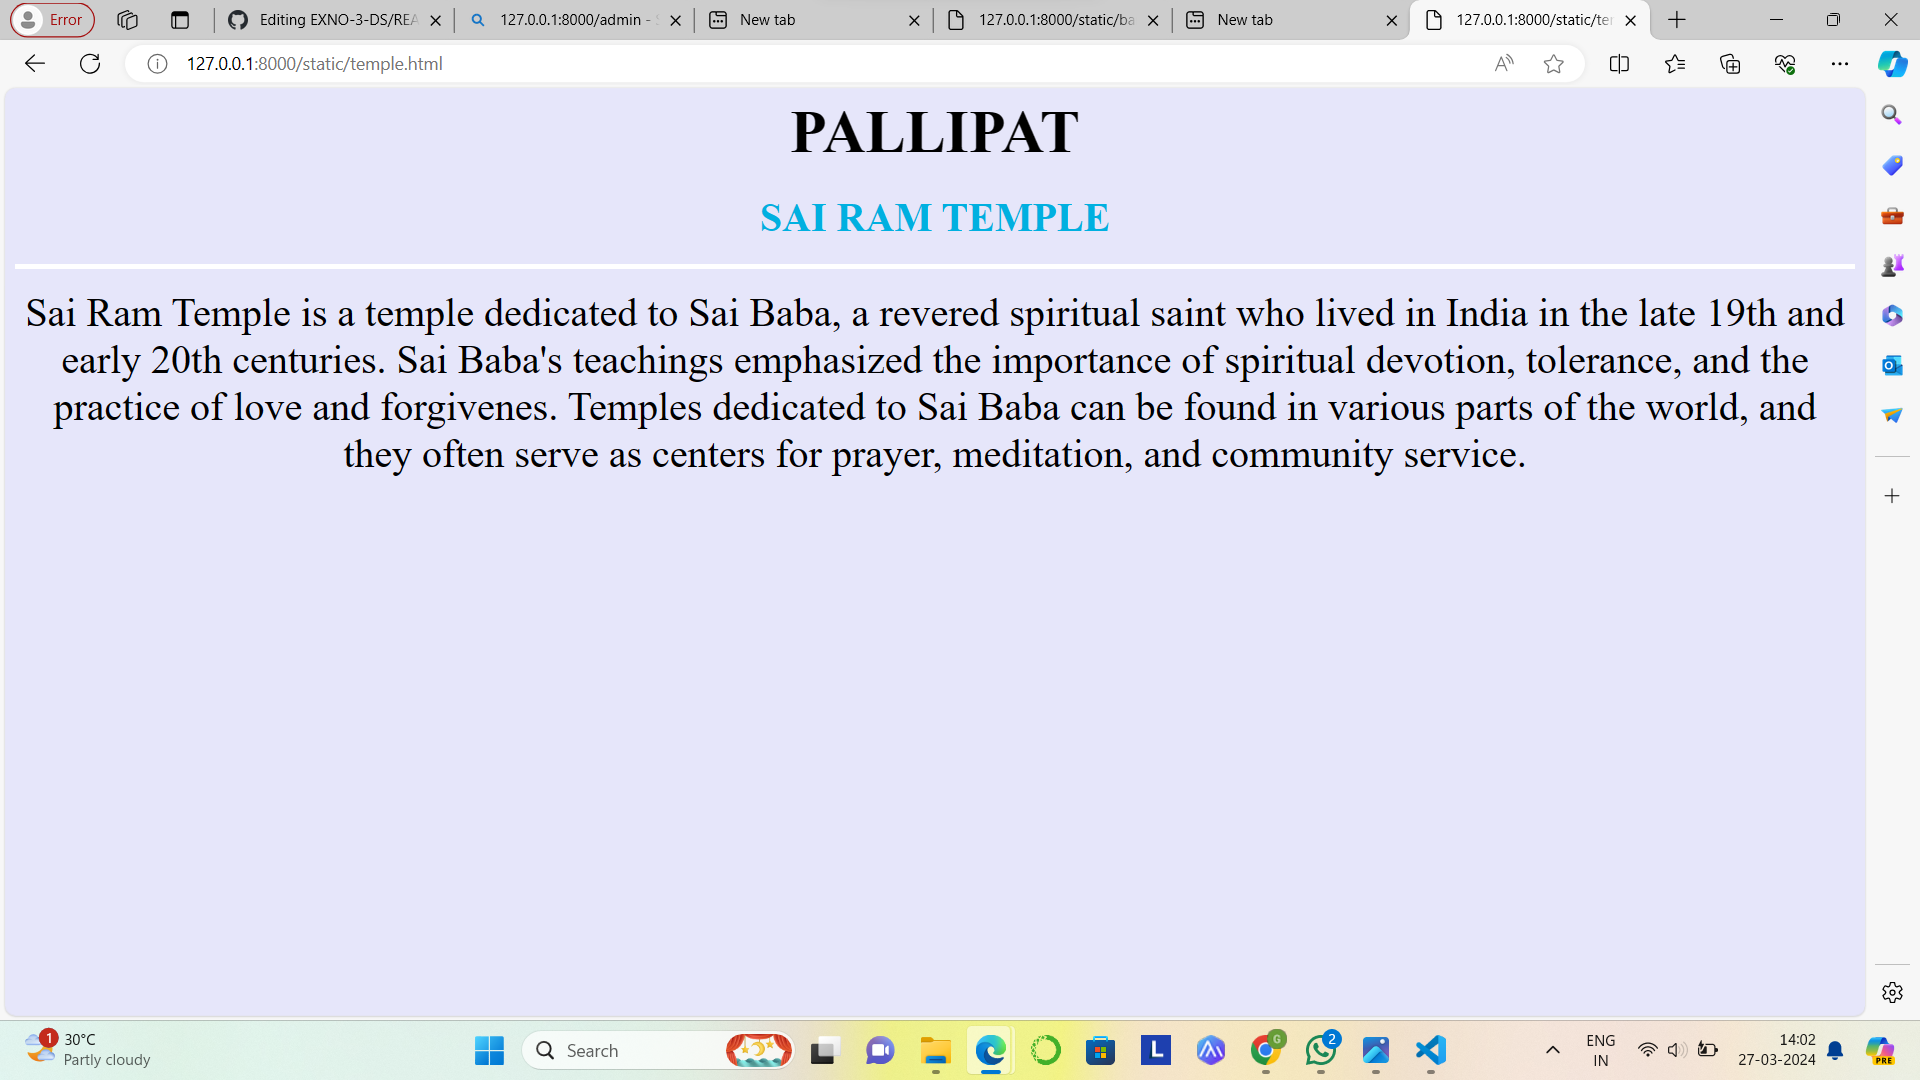 Error
Editing EXNO-3-DS/REA
127.0.0.1:8000/admin - S
New tab
127.0.0.1:8000/static/ba
New tab
127.0.0.1:8000/static/te
127.0.0.1:8000/static/temple.html
PALLIPAT
SAI RAM TEMPLE
Sai Ram Temple is a temple dedicated to Sai Baba, a revered spiritual saint who lived in India in the late 19th and
early 20th centuries. Sai Baba's teachings emphasized the importance of spiritual devotion, tolerance, and the
practice of love and forgivenes. Temples dedicated to Sai Baba can be found in various parts of the world, and
they often serve as centers for prayer, meditation, and community service.
1
30°C
Partly cloudy
Search
L
G
2
ENG
IN
14:02
27-03-2024
PRE